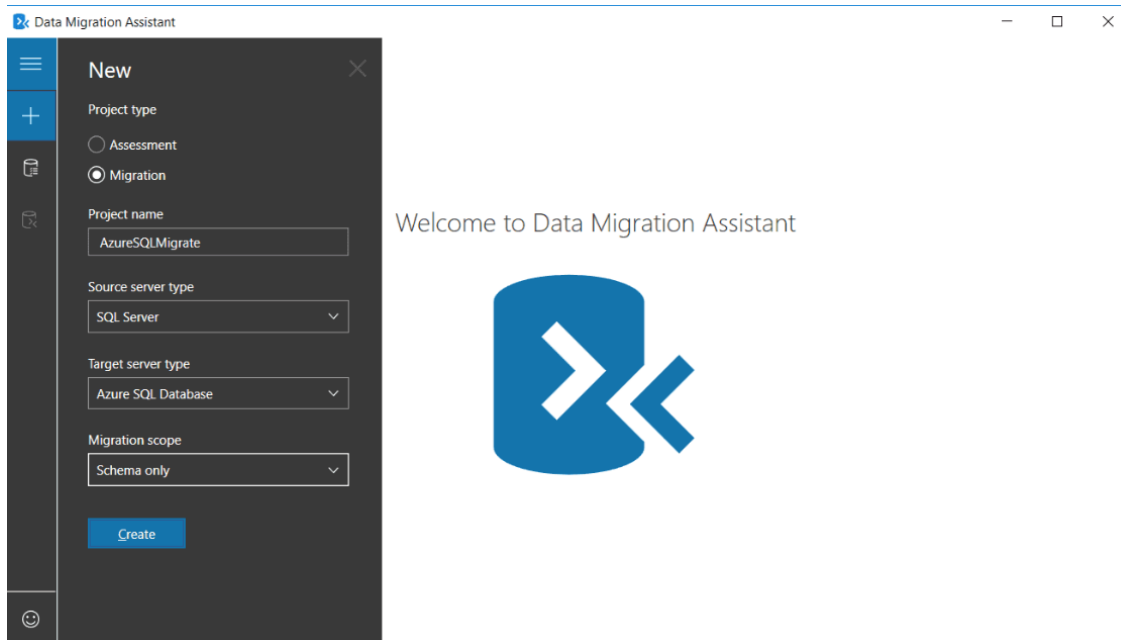 Data Migration Assistant
New
Project type
Assessment
Migration
Project name
AzureSQLMigrate
Source server type
SQL Server
Target server type
Azure SQL Database
Migration scope
Schema only
Create
Welcome to Data Migration Assistant